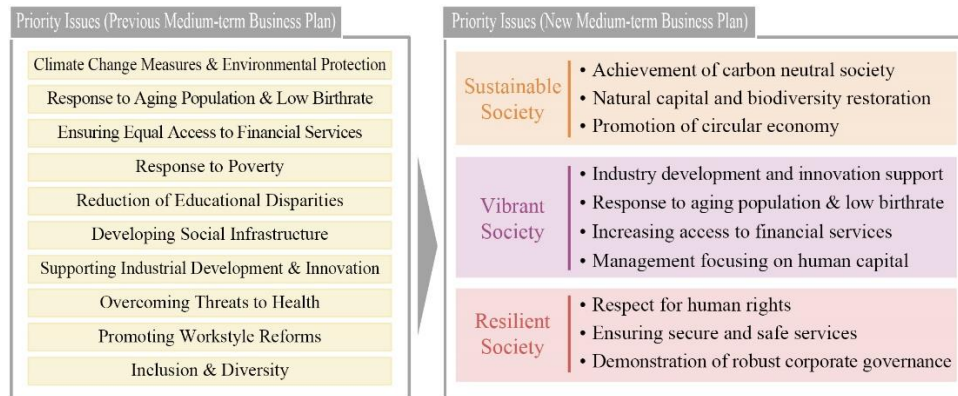 Priority Issues (Previous Medium-term Business Plan)
Climate Change Measures & Environmental Protection
Response to Aging Population & Low Birthrate
Ensuring Equal Access to Financial Services
Response to Poverty
Reduction of Educational Disparities
Developing Social Infrastructure
Supporting Industrial Development & Innovation
Overcoming Threats to Health
Promoting Workstyle Reforms
Inclusion & Diversity
Priority Issues (New Medium-term Business Plan)
Sustainable
Society
• Achievement of carbon neutral society
• Natural capital and biodiversity restoration
• Promotion of circular economy
Vibrant
Society
• Industry development and innovation support
• Response to aging population & low birthrate
• Increasing access to financial services
• Management focusing on human capital
Resilient
Society
• Respect for human rights
• Ensuring secure and safe services
• Demonstration of robust corporate governance